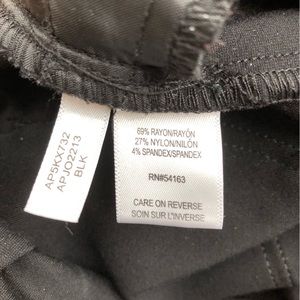 AP5KX732
APJO2213
BLK
69% RAYON/RAYÓN
27% NYLON/NILÓN
4% SPANDEX/SPANDEX
RN#54163
CARE ON REVERSE
SOIN SUR L'INVERSE